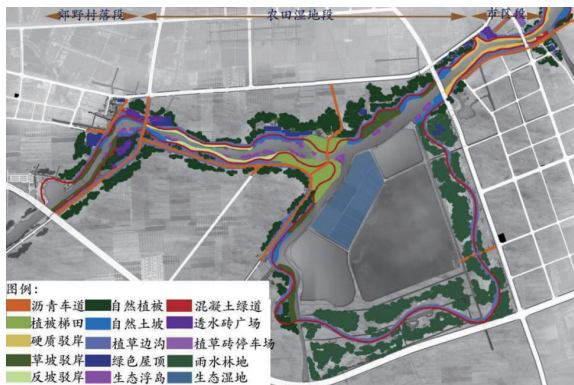 郊野村落段 农田湿地段 市区段
图例：
沥青车道 自然植被 混凝土绿道
植被梯田 自然土坡 透水砖广场
硬质驳岸 植草边沟 植草砖停车场
草坡驳岸 绿色屋顶 雨水林地
反坡驳岸 生态浮岛 生态湿地